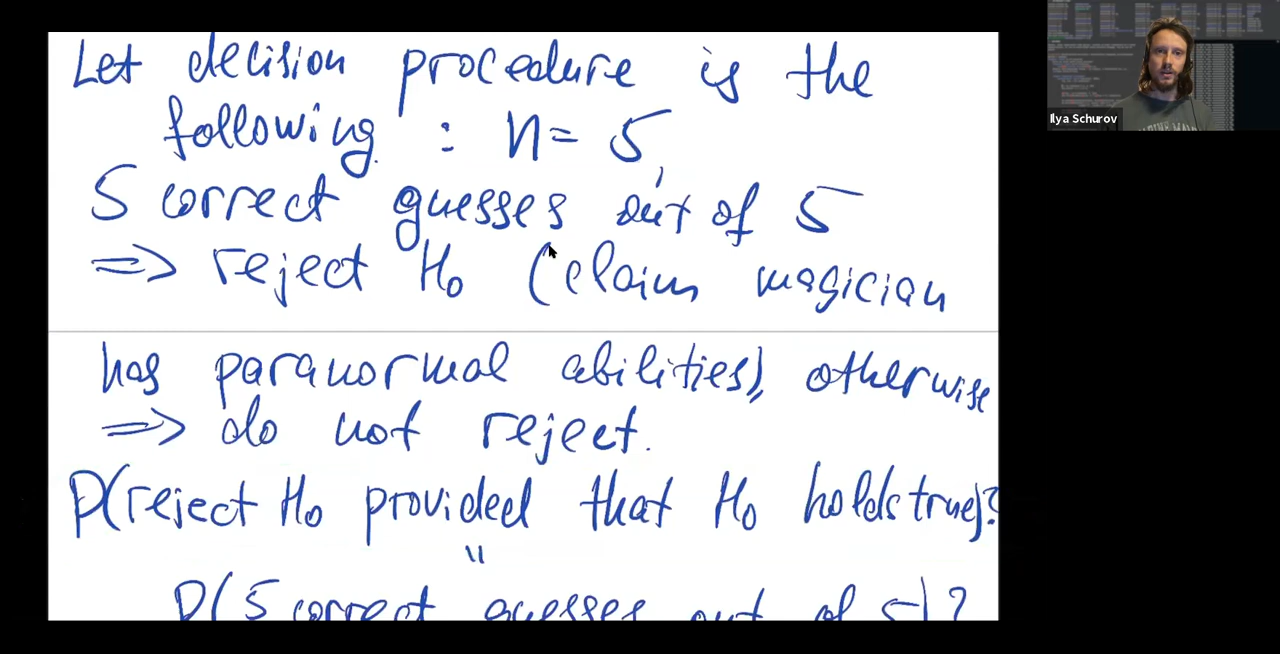 Let decision procedure is the
following : n = 5,
5 correct guesses out of 5
=> reject H₀ (claim magician
has paranormal abilities), otherwise
=> do not reject.
P(reject H₀ provided that H₀ holds true)?
"
P(5 correct guesses out of 5)?
Ilya Schurov